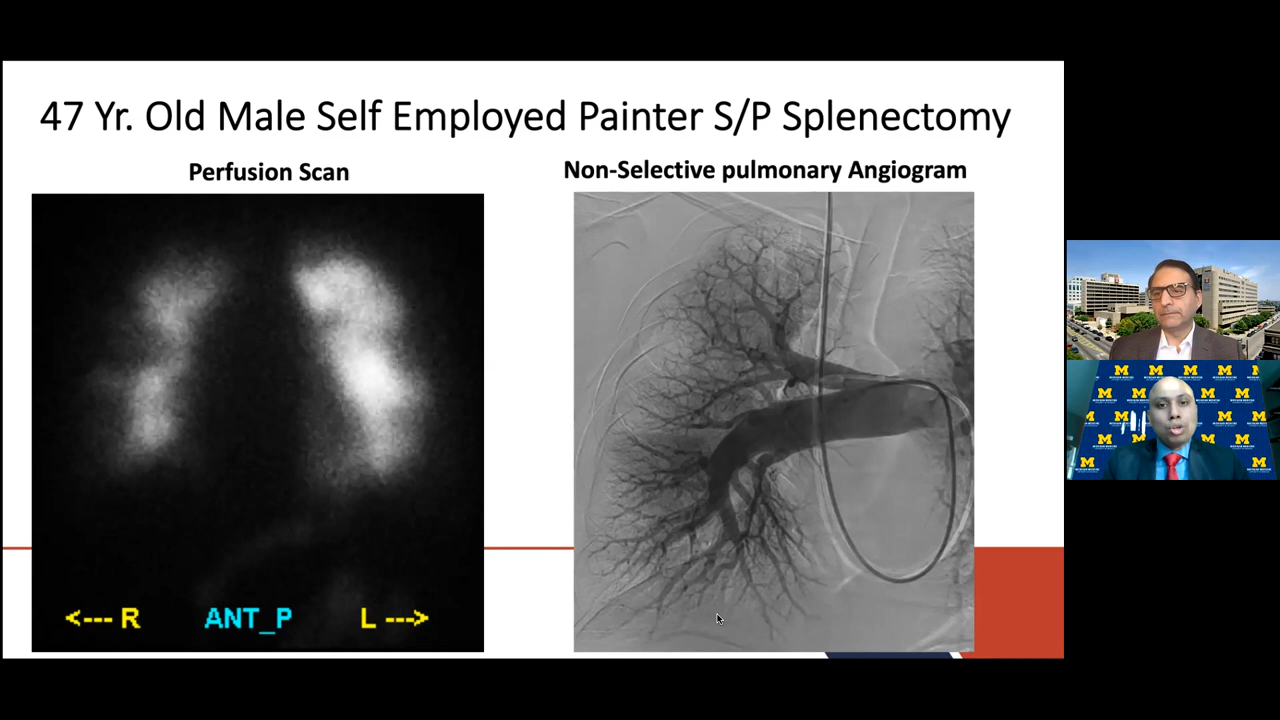 47 Yr. Old Male Self Employed Painter S/P Splenectomy
Perfusion Scan
Non-Selective pulmonary Angiogram
<--- R ANT_P L --->